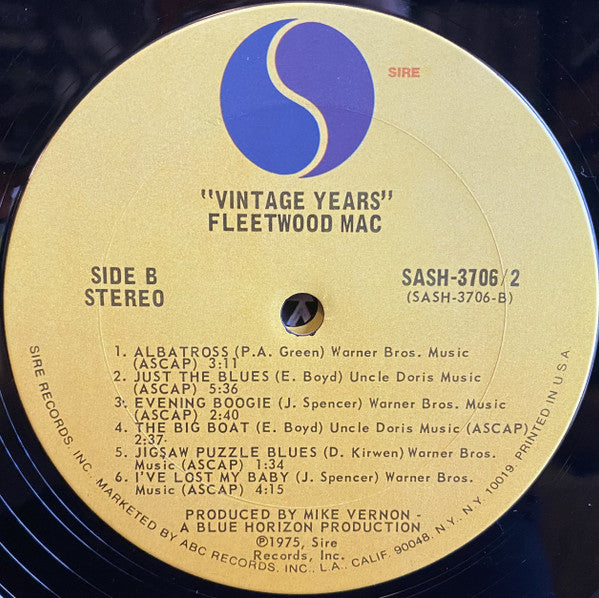 SIRE
"VINTAGE YEARS"
FLEETWOOD MAC
SIDE B
STEREO
SASH-3706/2
(SASH-3706-B)
1. ALBATROSS (P.A. Green) Warner Bros. Music
(ASCAP) 3:11
2. JUST THE BLUES (E. Boyd) Uncle Doris Music
(ASCAP) 5:36
3. EVENING BOOGIE (J. Spencer) Warner Bros. Music
(ASCAP) 2:40
4. THE BIG BOAT (E. Boyd) Uncle Doris Music (ASCAP)
2:37
5. JIGSAW PUZZLE BLUES (D. Kirwen) Warner Bros.
Music (ASCAP) 1:34
6. I'VE LOST MY BABY (J. Spencer) Warner Bros.
Music (ASCAP) 4:15
PRODUCED BY MIKE VERNON -
A BLUE HORIZON PRODUCTION
℗1975, Sire
Records, Inc.
SIRE RECORDS, INC. MARKETED BY ABC RECORDS, INC., L.A., CALIF. 90048, N.Y., N.Y. 10019. PRINTED IN U.S.A.